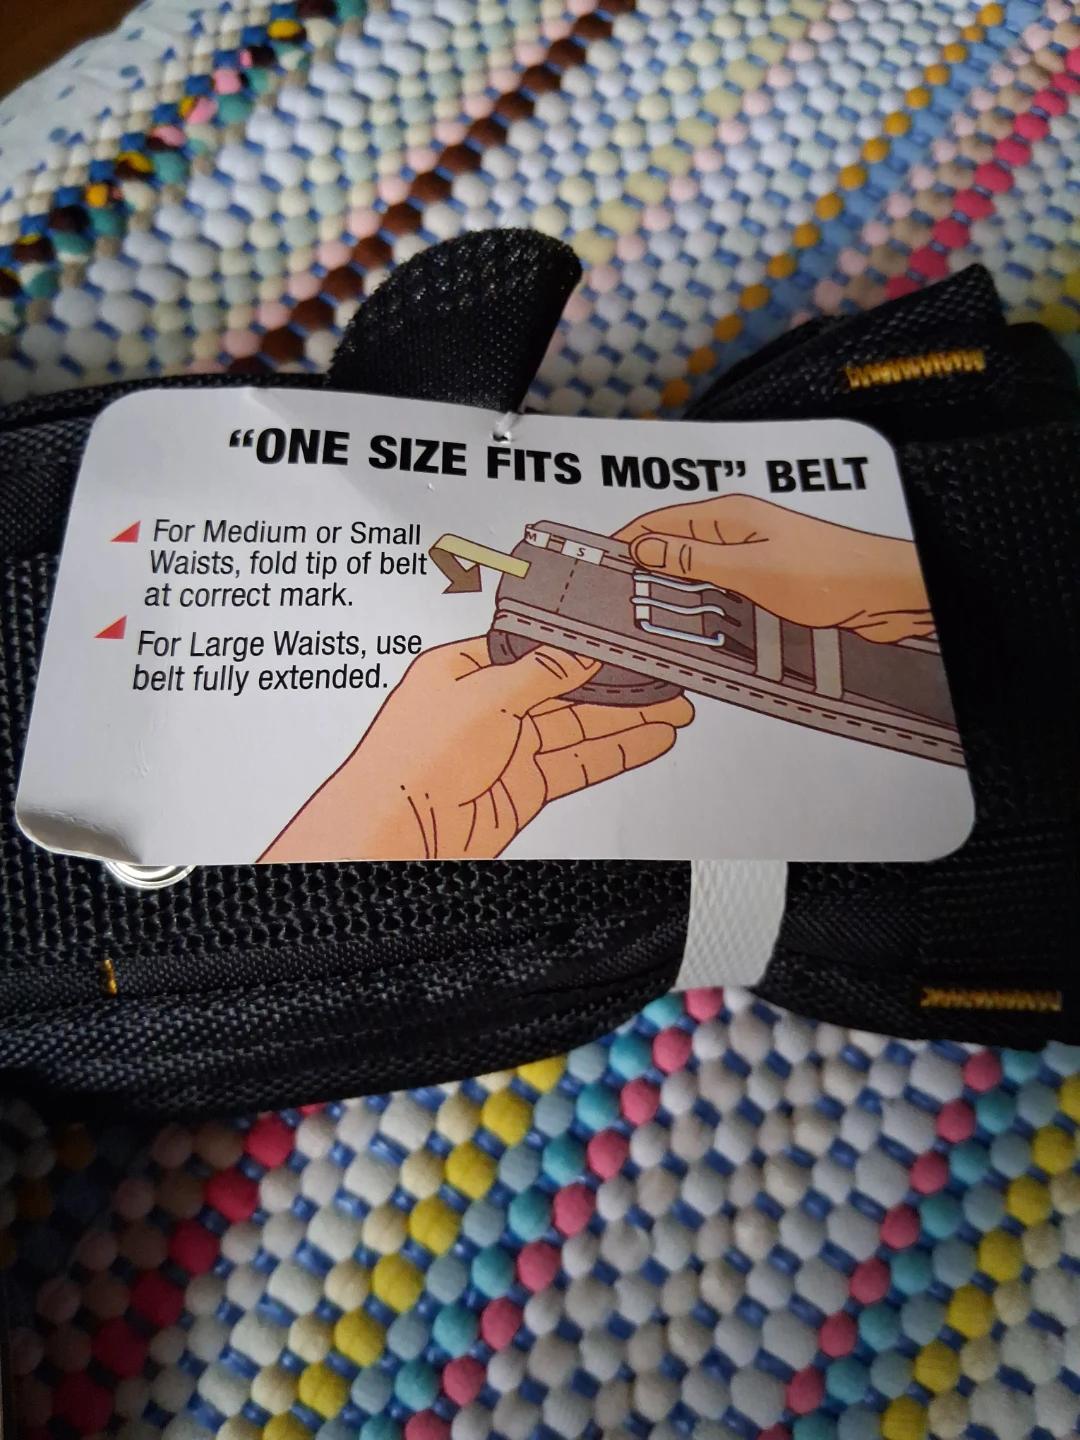 “ONE SIZE FITS MOST” BELT
For Medium or Small
Waists, fold tip of belt
at correct mark.
For Large Waists, use
belt fully extended.
M
S